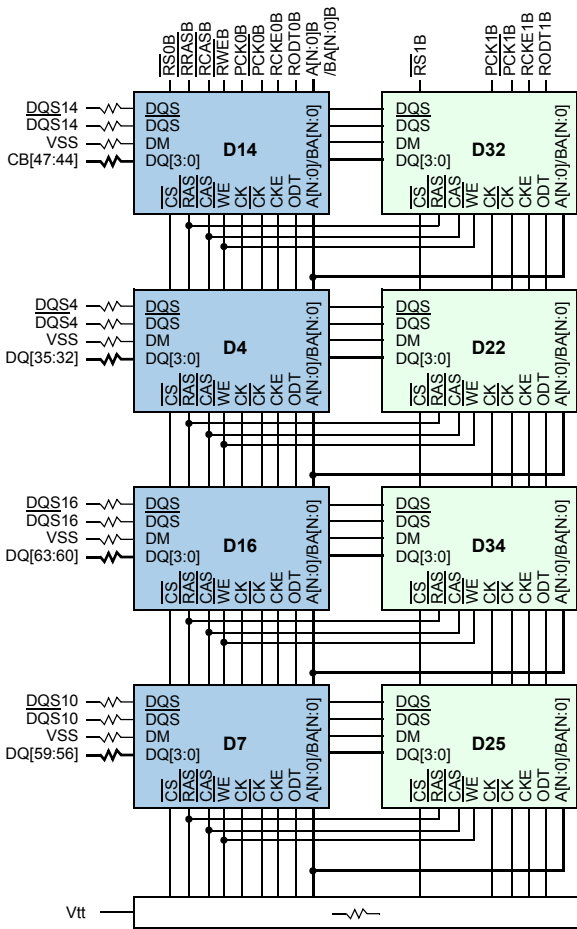 RS0B
RRASB
RCASB
RWEB
PCK0B
PCK0B
RCKE0B
RODT0B
A[N:0]B
/BA[N:0]B
RS1B
PCK1B
PCK1B
RCKE1B
RODT1B
DQS14
DQS14
VSS
CB[47:44]
DQS
DQS
DM
DQ[3:0]
D14
CS
RAS
CAS
WE
CK
CK
CKE
ODT
A[N:0]/BA[N:0]
DQS
DQS
DM
DQ[3:0]
D32
CS
RAS
CAS
WE
CK
CK
CKE
ODT
A[N:0]/BA[N:0]
DQS4
DQS4
VSS
DQ[35:32]
DQS
DQS
DM
DQ[3:0]
D4
CS
RAS
CAS
WE
CK
CK
CKE
ODT
A[N:0]/BA[N:0]
DQS
DQS
DM
DQ[3:0]
D22
CS
RAS
CAS
WE
CK
CK
CKE
ODT
A[N:0]/BA[N:0]
DQS16
DQS16
VSS
DQ[63:60]
DQS
DQS
DM
DQ[3:0]
D16
CS
RAS
CAS
WE
CK
CK
CKE
ODT
A[N:0]/BA[N:0]
DQS
DQS
DM
DQ[3:0]
D34
CS
RAS
CAS
WE
CK
CK
CKE
ODT
A[N:0]/BA[N:0]
DQS10
DQS10
VSS
DQ[59:56]
DQS
DQS
DM
DQ[3:0]
D7
CS
RAS
CAS
WE
CK
CK
CKE
ODT
A[N:0]/BA[N:0]
DQS
DQS
DM
DQ[3:0]
D25
CS
RAS
CAS
WE
CK
CK
CKE
ODT
A[N:0]/BA[N:0]
Vtt